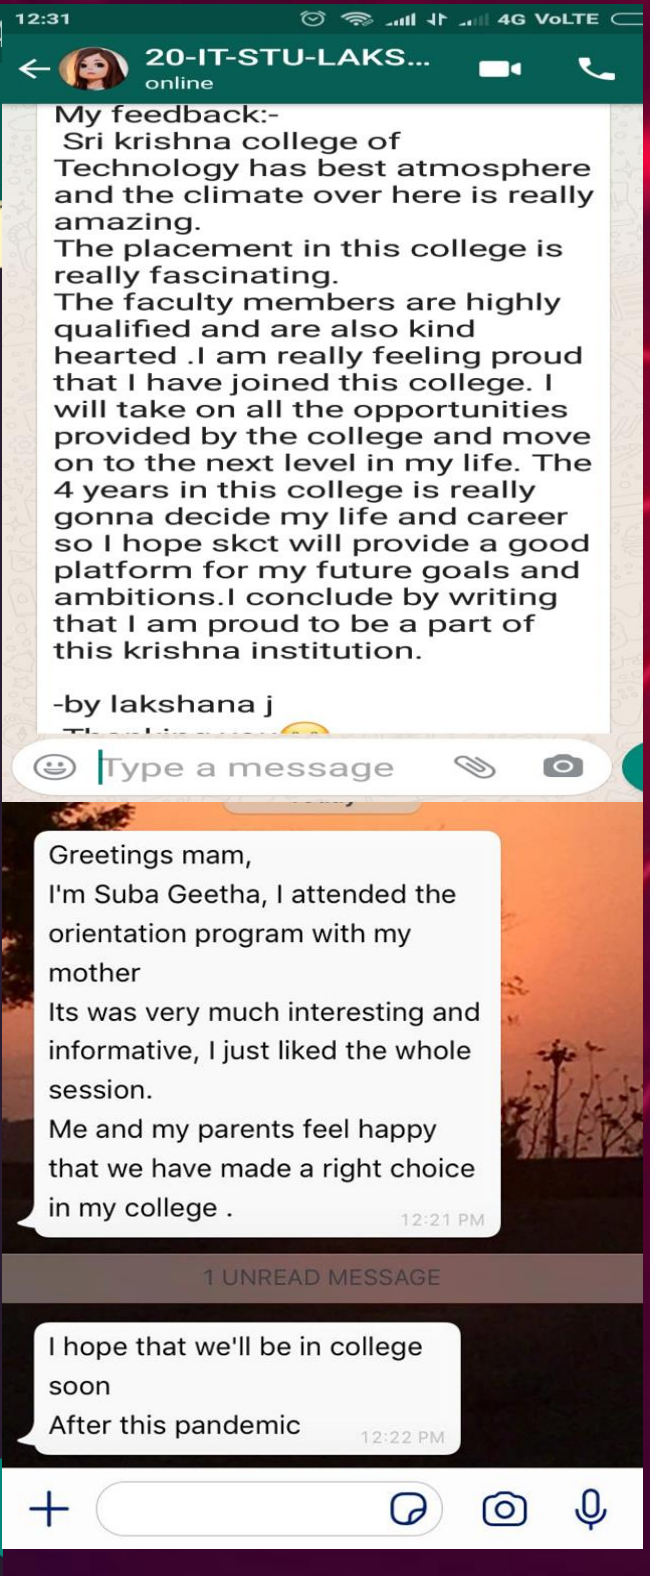 12:31
4G VoLTE
20-IT-STU-LAKS...
online
My feedback:-
Sri krishna college of
Technology has best atmosphere
and the climate over here is really
amazing.
The placement in this college is
really fascinating.
The faculty members are highly
qualified and are also kind
hearted .I am really feeling proud
that I have joined this college. I
will take on all the opportunities
provided by the college and move
on to the next level in my life. The
4 years in this college is really
gonna decide my life and career
so I hope skct will provide a good
platform for my future goals and
ambitions.I conclude by writing
that I am proud to be a part of
this krishna institution.
-by lakshana j
Type a message
Greetings mam,
I'm Suba Geetha, I attended the
orientation program with my
mother
Its was very much interesting and
informative, I just liked the whole
session.
Me and my parents feel happy
that we have made a right choice
in my college .
12:21 PM
1 UNREAD MESSAGE
I hope that we'll be in college
soon
After this pandemic
12:22 PM